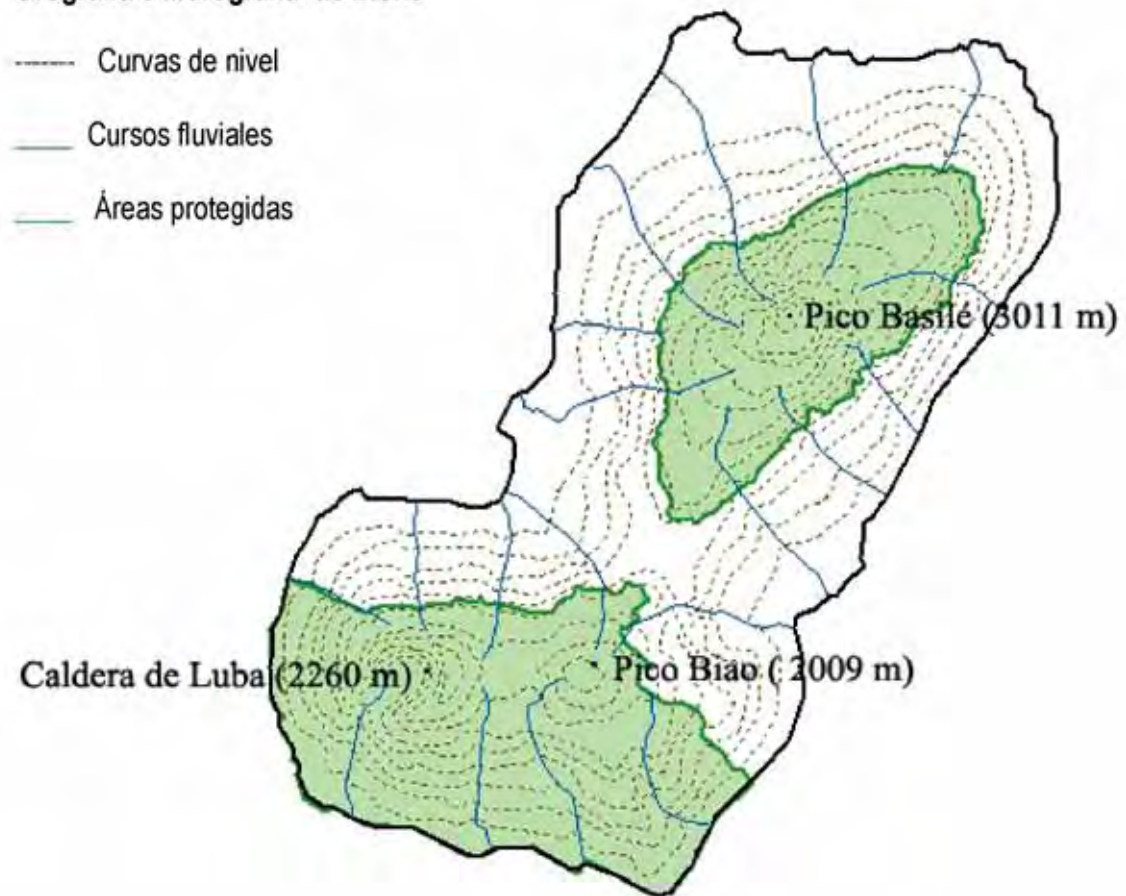 Curvas de nivel
Cursos fluviales
Áreas protegidas
Pico Basilé (3011 m)
Caldera de Luba (2260 m)
Pico Biao ( 2009 m)